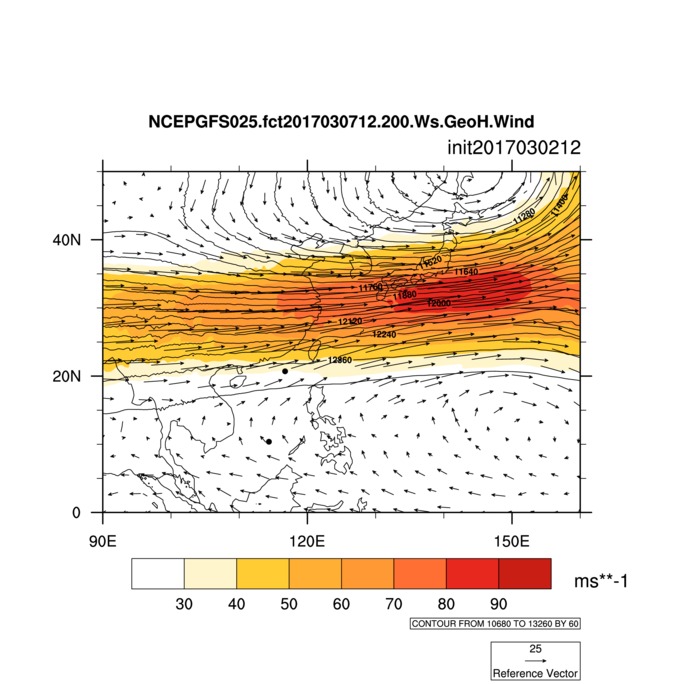 NCEPGFS025.fct2017030712.200.Ws.GeoH.Wind
init2017030212
11280
11400
40N
11620
11640
11760
11880
12000
12120
12240
12360
20N
0
90E 120E 150E
30 40 50 60 70 80 90
ms**-1
CONTOUR FROM 10680 TO 13260 BY 60
25
Reference Vector